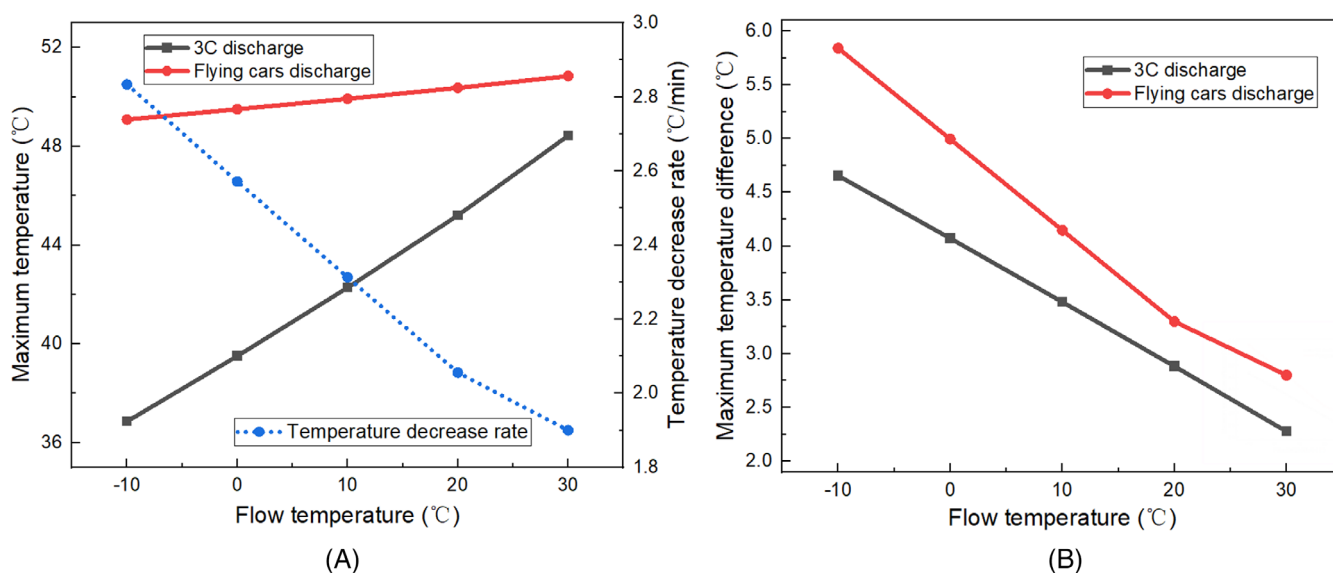 3C discharge
Flying cars discharge
Temperature decrease rate
Maximum temperature (℃)
52
48
44
40
36
3.0
2.8
2.6
2.4
2.2
2.0
1.8
Temperature decrease rate (℃/min)
-10 0 10 20 30
Flow temperature (℃)
(A)
3C discharge
Flying cars discharge
Maximum temperature difference (℃)
6.0
5.5
5.0
4.5
4.0
3.5
3.0
2.5
2.0
-10 0 10 20 30
Flow temperature (℃)
(B)